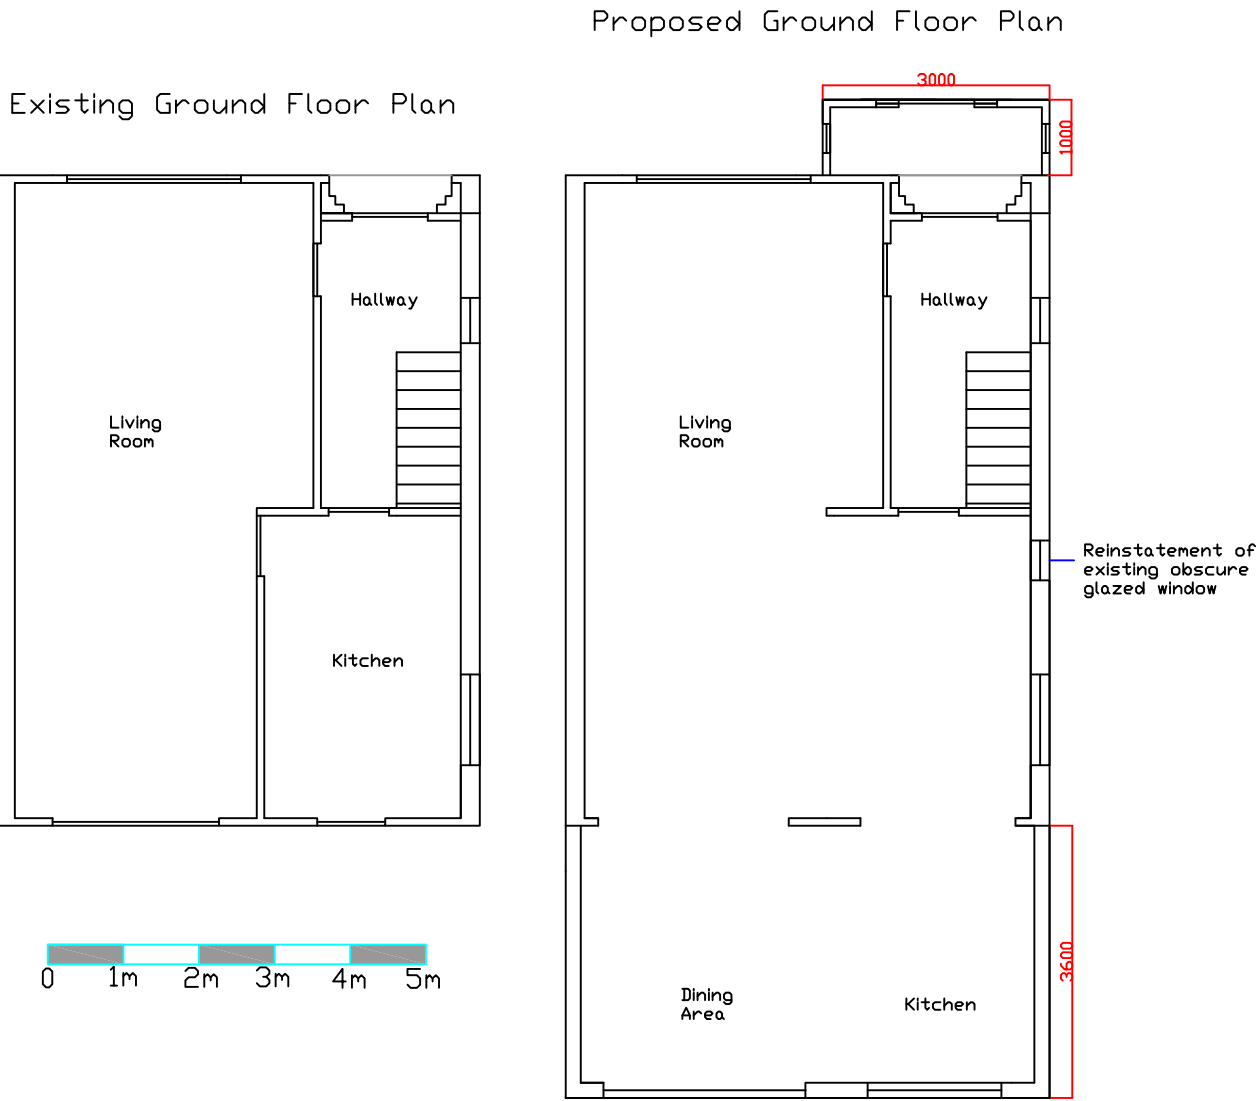 Proposed Ground Floor Plan
Existing Ground Floor Plan
3000
1000
Hallway
Living
Room
Kitchen
Hallway
Living
Room
Reinstatement of
existing obscure
glazed window
0 1m 2m 3m 4m 5m
3600
Dining
Area
Kitchen